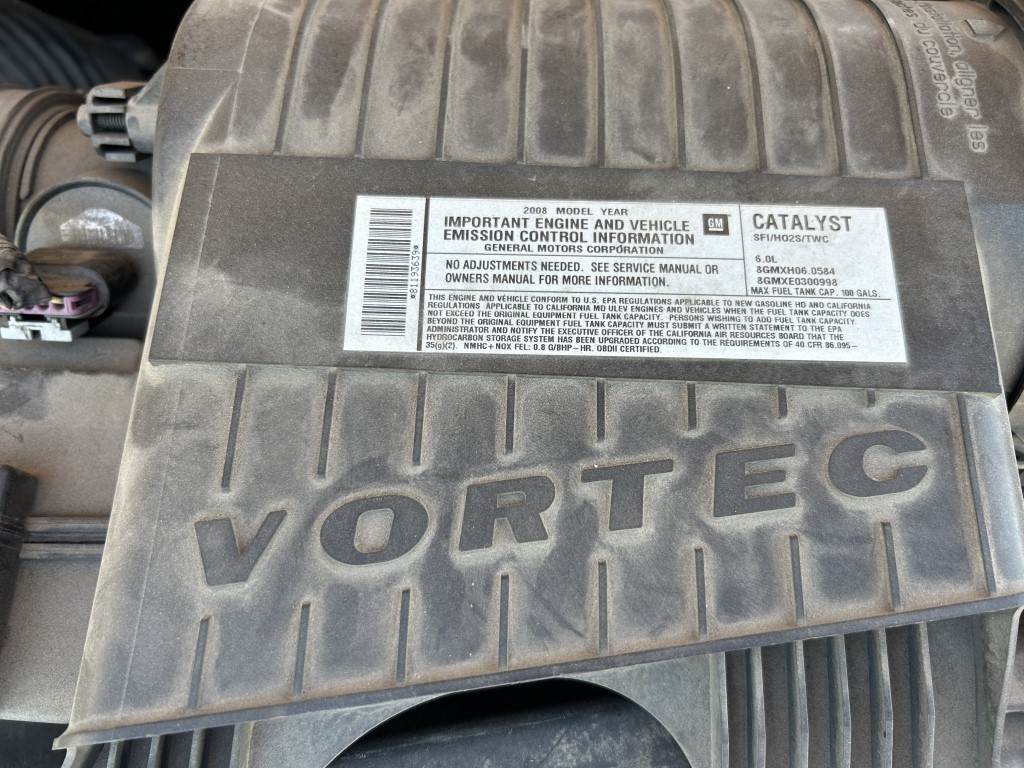 aération, aligner les
du couvercle
*81193639*
2008 MODEL YEAR
IMPORTANT ENGINE AND VEHICLE
EMISSION CONTROL INFORMATION
GENERAL MOTORS CORPORATION
GM
NO ADJUSTMENTS NEEDED. SEE SERVICE MANUAL OR
OWNERS MANUAL FOR MORE INFORMATION.
CATALYST
SFI/HO2S/TWC
6.0L
8GMXH06.0584
8GMXE0300998
MAX FUEL TANK CAP. 100 GALS.
THIS ENGINE AND VEHICLE CONFORM TO U.S. EPA REGULATIONS APPLICABLE TO NEW GASOLINE HD AND CALIFORNIA
REGULATIONS APPLICABLE TO CALIFORNIA MD ULEV ENGINES AND VEHICLES WHEN THE FUEL TANK CAPACITY DOES
NOT EXCEED THE ORIGINAL EQUIPMENT FUEL TANK CAPACITY. PERSONS WISHING TO ADD FUEL TANK CAPACITY
BEYOND THE ORIGINAL EQUIPMENT FUEL TANK CAPACITY MUST SUBMIT A WRITTEN STATEMENT TO THE EPA
ADMINISTRATOR AND NOTIFY THE EXECUTIVE OFFICER OF THE CALIFORNIA AIR RESOURCES BOARD THAT THE
HYDROCARBON STORAGE SYSTEM HAS BEEN UPGRADED ACCORDING TO THE REQUIREMENTS OF 40 CFR 86.095-
35(g)(2). NMHC+NOX FEL: 0.8 G/BHP-HR. OBDII CERTIFIED.
VORTEC